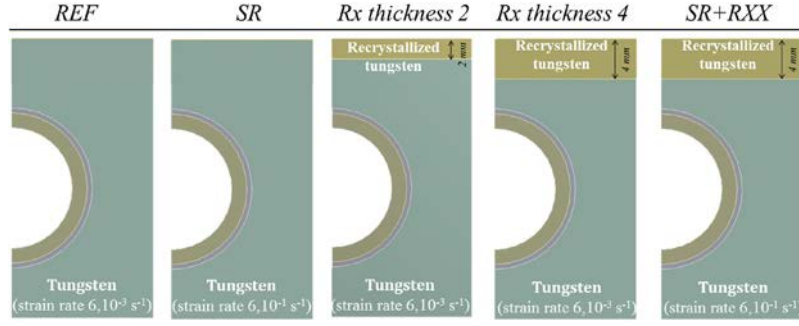 REF
SR
Rx thickness 2
Rx thickness 4
SR+RXX
Recrystallized
tungsten
2 mm
Recrystallized
tungsten
4 mm
Recrystallized
tungsten
4 mm
Tungsten
(strain rate 6,10⁻³ s⁻¹)
Tungsten
(strain rate 6,10⁻¹ s⁻¹)
Tungsten
(strain rate 6,10⁻³ s⁻¹)
Tungsten
(strain rate 6,10⁻³ s⁻¹)
Tungsten
(strain rate 6,10⁻¹ s⁻¹)